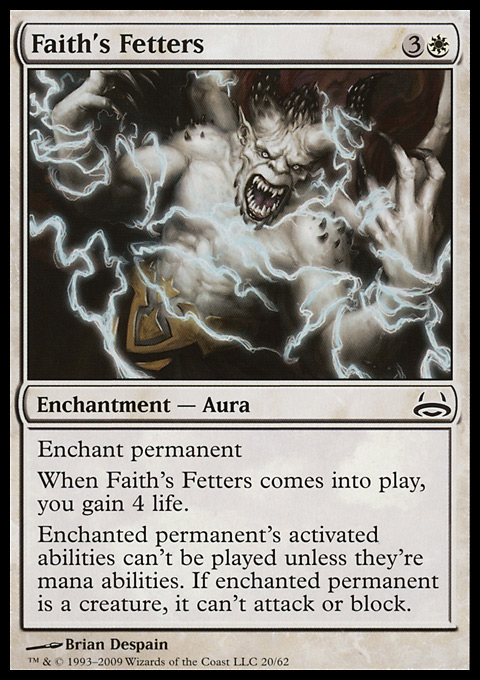 Faith's Fetters 3
Enchantment — Aura
Enchant permanent
When Faith's Fetters comes into play,
you gain 4 life.
Enchanted permanent's activated
abilities can't be played unless they're
mana abilities. If enchanted permanent
is a creature, it can't attack or block.
Brian Despain
™ & © 1993–2009 Wizards of the Coast LLC 20/62